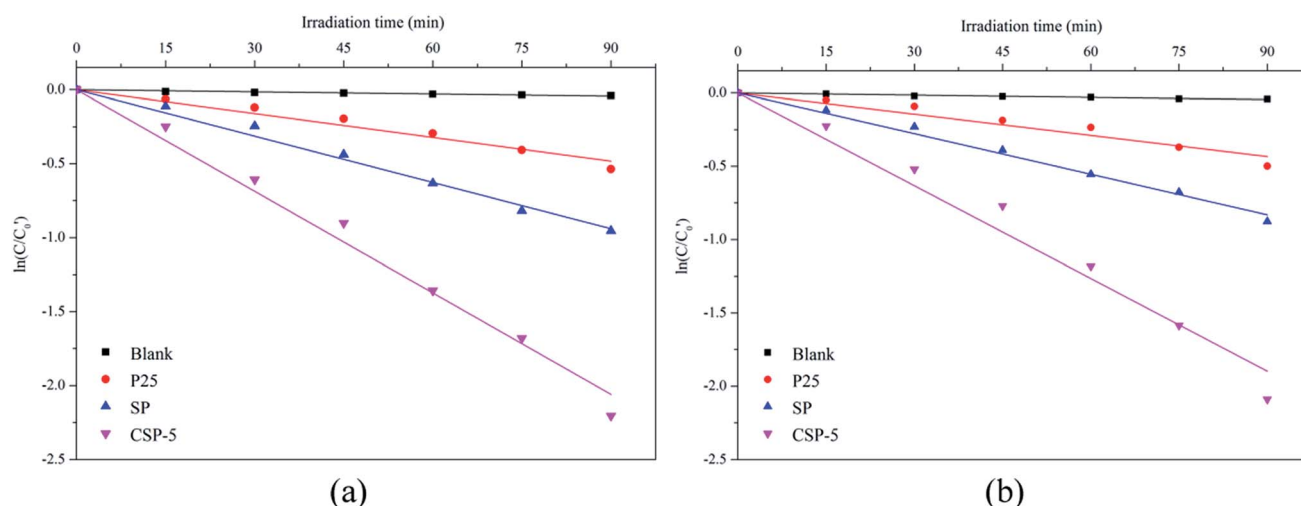 Irradiation time (min)
0 15 30 45 60 75 90
0.0
-0.5
-1.0
-1.5
-2.0
-2.5
ln(C/C0')
Blank
P25
SP
CSP-5
(a)
Irradiation time (min)
0 15 30 45 60 75 90
0.0
-0.5
-1.0
-1.5
-2.0
-2.5
ln(C/C0')
Blank
P25
SP
CSP-5
(b)